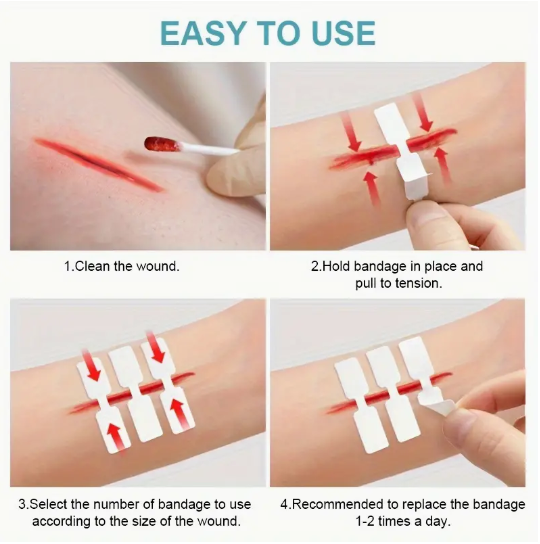 EASY TO USE
1.Clean the wound.
2.Hold bandage in place and
pull to tension.
3.Select the number of bandage to use
according to the size of the wound.
4.Recommended to replace the bandage
1-2 times a day.